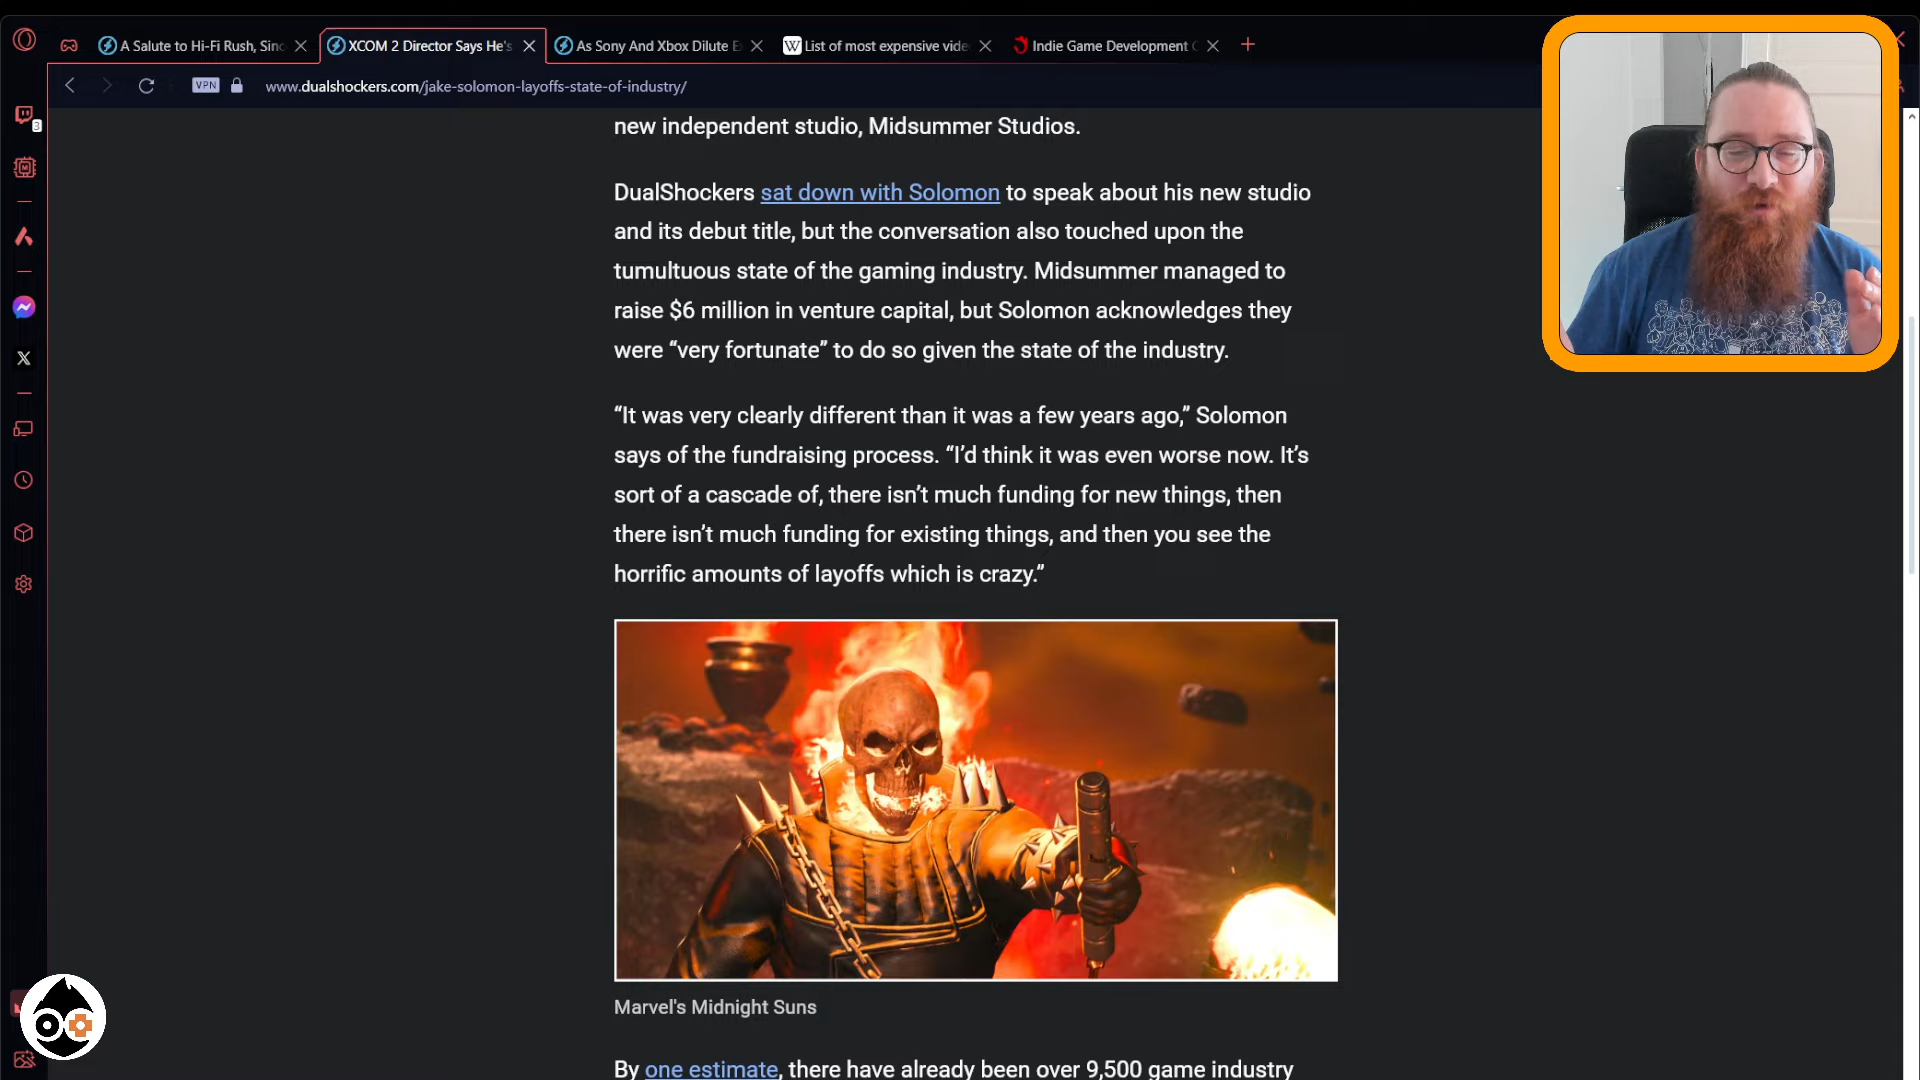 A Salute to Hi-Fi Rush, Sinc
XCOM 2 Director Says He's
As Sony And Xbox Dilute E
W List of most expensive vide
Indie Game Development C
VPN www.dualshockers.com/jake-solomon-layoffs-state-of-industry/
3
new independent studio, Midsummer Studios.
DualShockers sat down with Solomon to speak about his new studio
and its debut title, but the conversation also touched upon the
tumultuous state of the gaming industry. Midsummer managed to
raise $6 million in venture capital, but Solomon acknowledges they
were “very fortunate” to do so given the state of the industry.
“It was very clearly different than it was a few years ago,” Solomon
says of the fundraising process. “I’d think it was even worse now. It’s
sort of a cascade of, there isn’t much funding for new things, then
there isn’t much funding for existing things, and then you see the
horrific amounts of layoffs which is crazy.”
Marvel's Midnight Suns
By one estimate, there have already been over 9,500 game industry